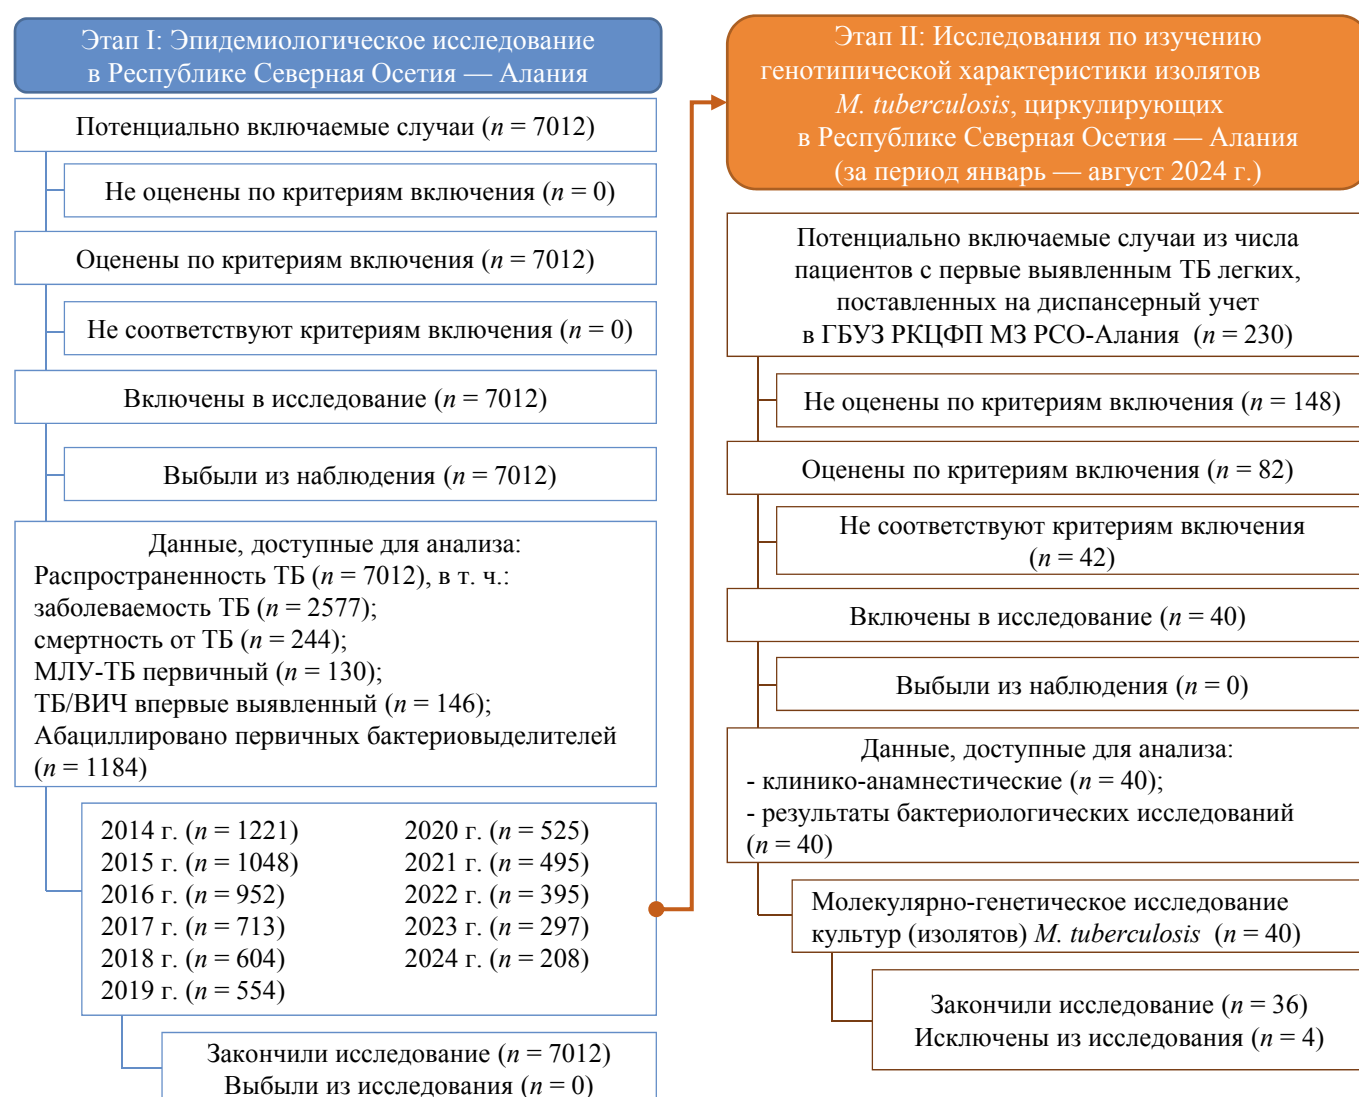 Этап I: Эпидемиологическое исследование
в Республике Северная Осетия — Алания
Потенциально включаемые случаи (n = 7012)
Не оценены по критериям включения (n = 0)
Оценены по критериям включения (n = 7012)
Не соответствуют критериям включения (n = 0)
Включены в исследование (n = 7012)
Выбыли из наблюдения (n = 7012)
Данные, доступные для анализа:
Распространенность ТБ (n = 7012), в т. ч.:
заболеваемость ТБ (n = 2577);
смертность от ТБ (n = 244);
МЛУ-ТБ первичный (n = 130);
ТБ/ВИЧ впервые выявленный (n = 146);
Абациллировано первичных бактериовыделителей
(n = 1184)
2014 г. (n = 1221)
2015 г. (n = 1048)
2016 г. (n = 952)
2017 г. (n = 713)
2018 г. (n = 604)
2019 г. (n = 554)
2020 г. (n = 525)
2021 г. (n = 495)
2022 г. (n = 395)
2023 г. (n = 297)
2024 г. (n = 208)
Закончили исследование (n = 7012)
Выбыли из исследования (n = 0)
Этап II: Исследования по изучению
генотипической характеристики изолятов
M. tuberculosis, циркулирующих
в Республике Северная Осетия — Алания
(за период январь — август 2024 г.)
Потенциально включаемые случаи из числа
пациентов с первые выявленным ТБ легких,
поставленных на диспансерный учет
в ГБУЗ РКЦФП МЗ РСО-Алания (n = 230)
Не оценены по критериям включения (n = 148)
Оценены по критериям включения (n = 82)
Не соответствуют критериям включения
(n = 42)
Включены в исследование (n = 40)
Выбыли из наблюдения (n = 0)
Данные, доступные для анализа:
- клинико-анамнестические (n = 40);
- результаты бактериологических исследований
(n = 40)
Молекулярно-генетическое исследование
культур (изолятов) M. tuberculosis (n = 40)
Закончили исследование (n = 36)
Исключены из исследования (n = 4)